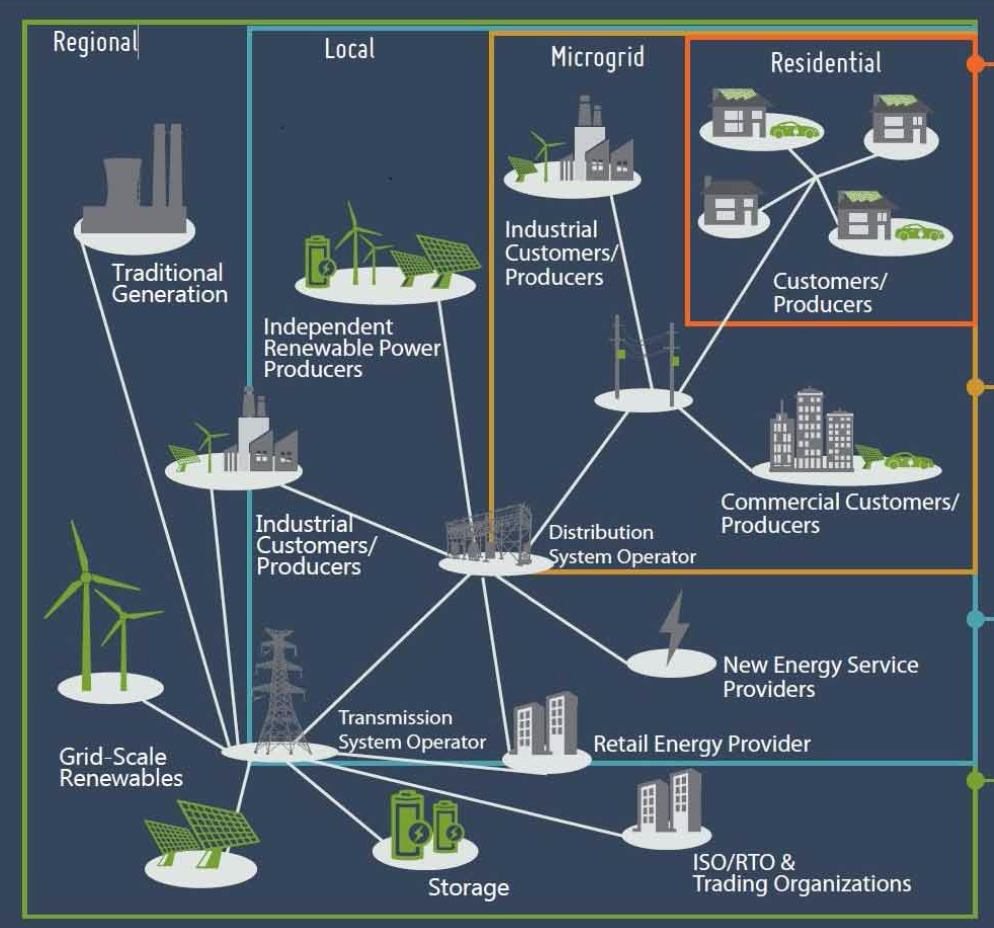 Regional
Local
Microgrid
Residential
Traditional
Generation
Independent
Renewable Power
Producers
Industrial
Customers/
Producers
Customers/
Producers
Industrial
Customers/
Producers
Commercial Customers/
Producers
Distribution
System Operator
New Energy Service
Providers
Transmission
System Operator
Retail Energy Provider
Grid-Scale
Renewables
Storage
ISO/RTO &
Trading Organizations